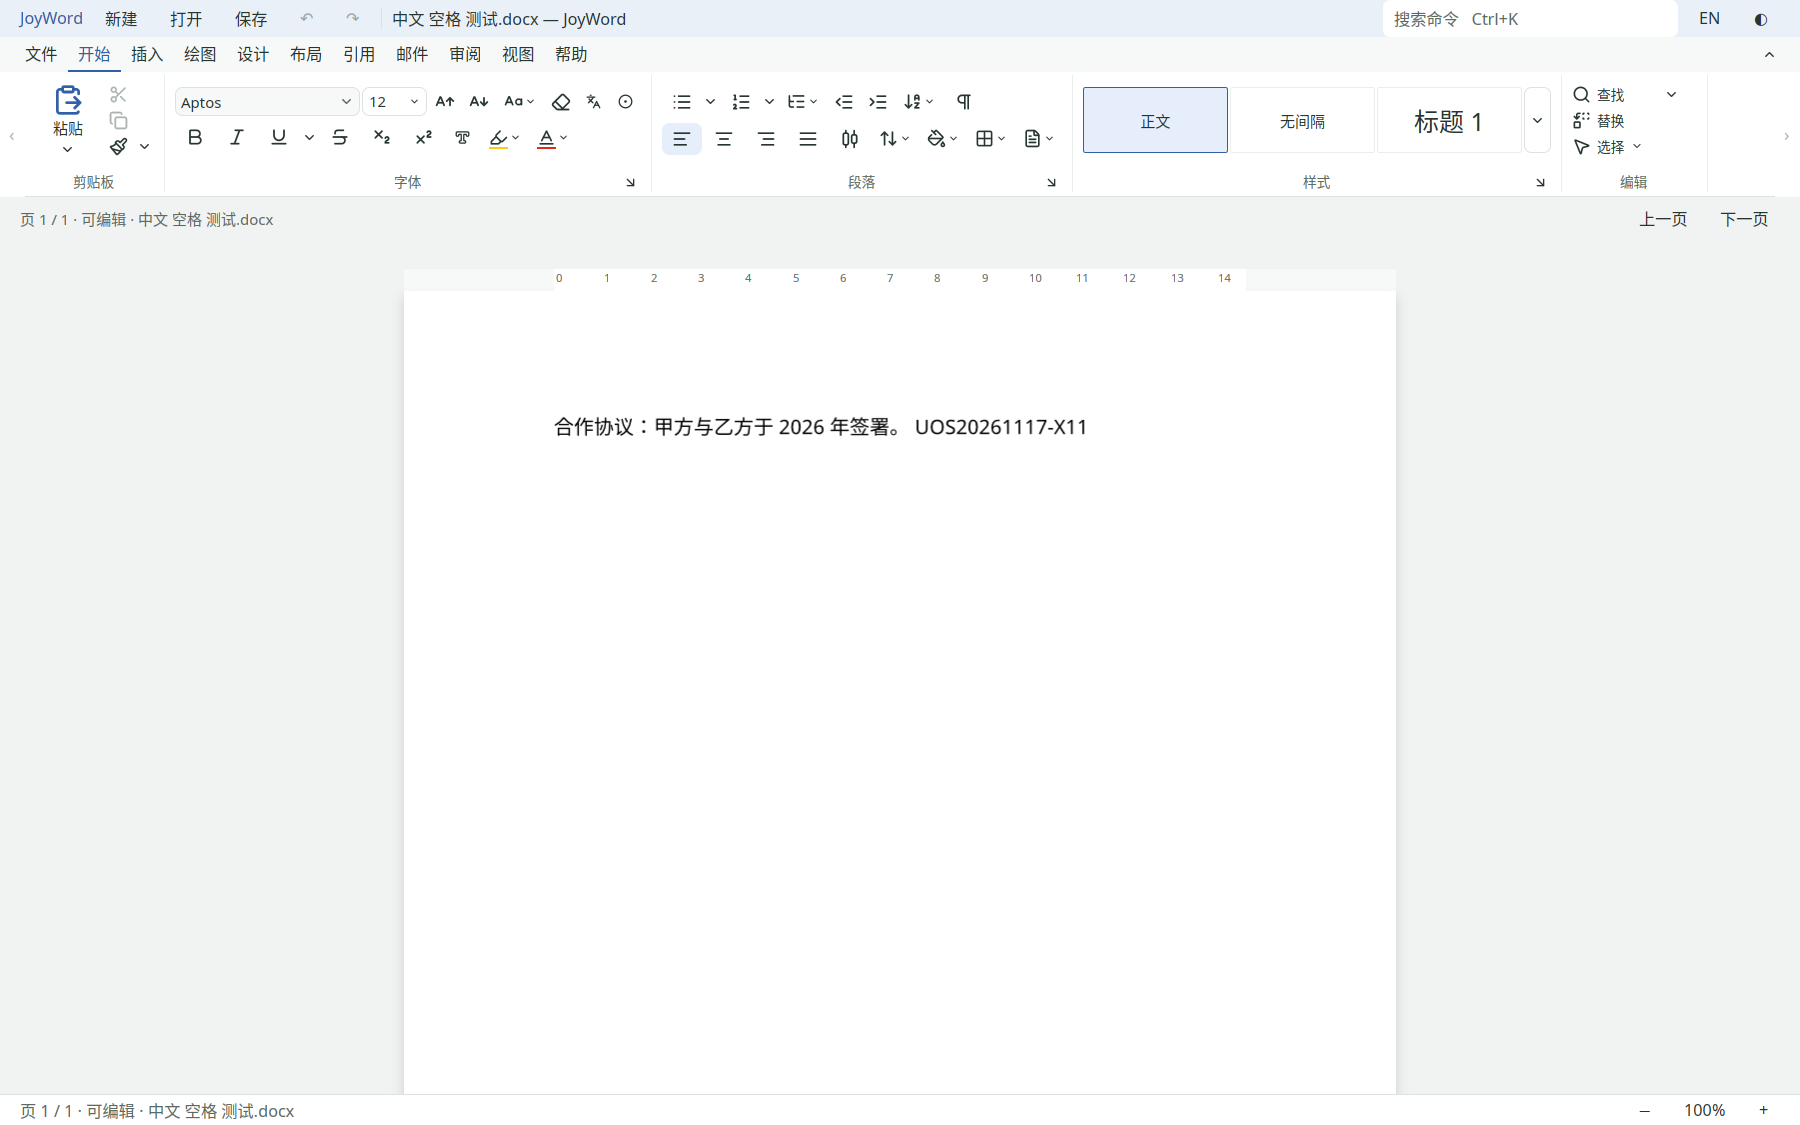 JoyWord 新建 打开 保存 中文 空格 测试.docx — JoyWord 搜索命令 Ctrl+K EN
文件 开始 插入 绘图 设计 布局 引用 邮件 审阅 视图 帮助
粘贴
剪贴板
Aptos 12
字体
段落
正文 无间隔 标题 1
样式
查找
替换
选择
编辑
页 1 / 1 · 可编辑 · 中文 空格 测试.docx 上一页 下一页
0 1 2 3 4 5 6 7 8 9 10 11 12 13 14
合作协议：甲方与乙方于 2026 年签署。 UOS20261117-X11
页 1 / 1 · 可编辑 · 中文 空格 测试.docx — 100% +